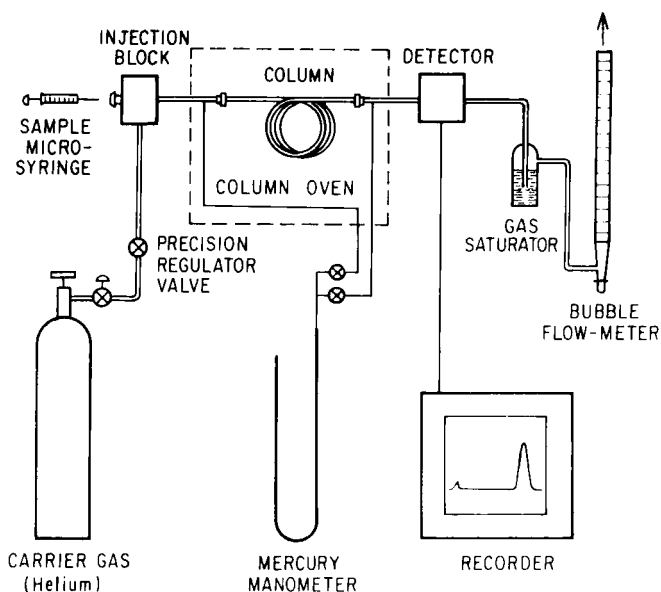 INJECTION
BLOCK
COLUMN
DETECTOR
SAMPLE
MICRO-
SYRINGE
COLUMN OVEN
GAS
SATURATOR
PRECISION
REGULATOR
VALVE
BUBBLE
FLOW-METER
CARRIER GAS
(Helium)
MERCURY
MANOMETER
RECORDER